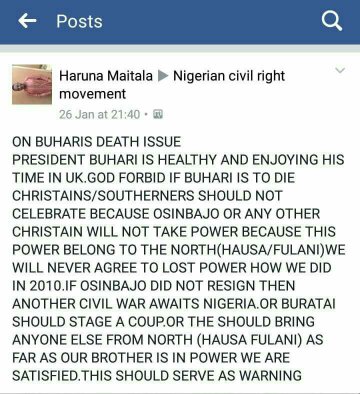 Posts
Haruna Maitala ▶ Nigerian civil right
movement
26 Jan at 21:40 •
ON BUHARIS DEATH ISSUE
PRESIDENT BUHARI IS HEALTHY AND ENJOYING HIS
TIME IN UK.GOD FORBID IF BUHARI IS TO DIE
CHRISTAINS/SOUTHERNERS SHOULD NOT
CELEBRATE BECAUSE OSINBAJO OR ANY OTHER
CHRISTAIN WILL NOT TAKE POWER BECAUSE THIS
POWER BELONG TO THE NORTH(HAUSA/FULANI)WE
WILL NEVER AGREE TO LOST POWER HOW WE DID
IN 2010.IF OSINBAJO DID NOT RESIGN THEN
ANOTHER CIVIL WAR AWAITS NIGERIA.OR BURATAI
SHOULD STAGE A COUP.OR THE SHOULD BRING
ANYONE ELSE FROM NORTH (HAUSA FULANI) AS
FAR AS OUR BROTHER IS IN POWER WE ARE
SATISFIED.THIS SHOULD SERVE AS WARNING